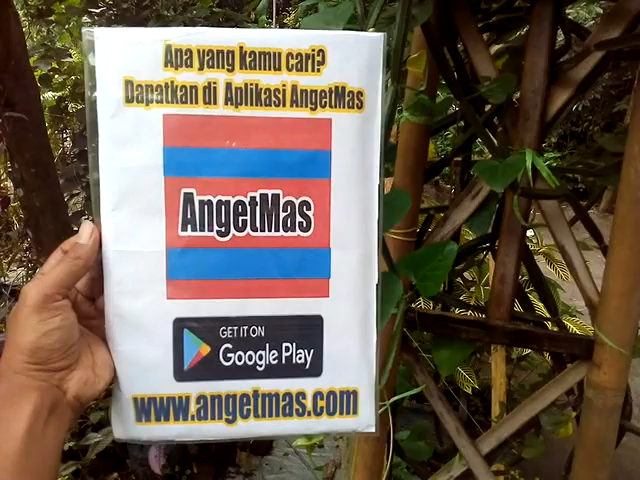 Apa yang kamu cari?
Dapatkan di Aplikasi AngetMas
AngetMas
GET IT ON
Google Play
www.angetmas.com